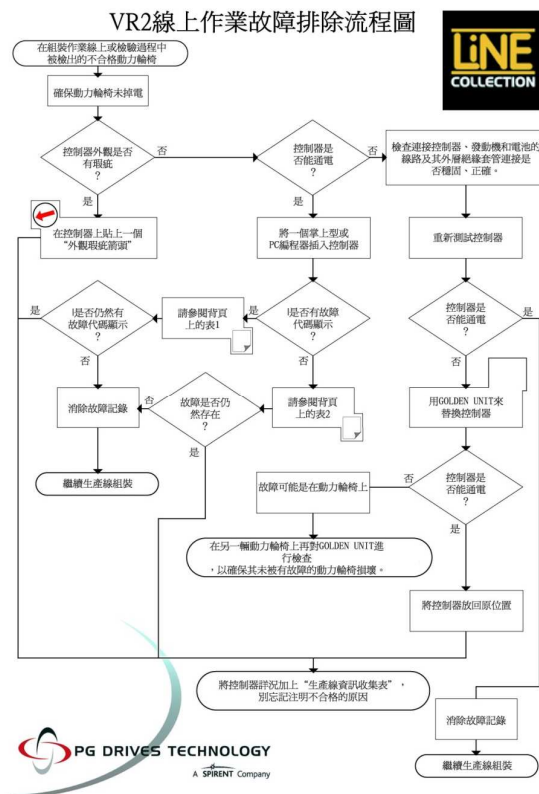 VR2線上作業故障排除流程圖
LiNE
COLLECTION
在組裝作業線上或檢驗過程中
被檢出的不合格動力輪椅
確保動力輪椅未掉電
控制器外觀是否
有瑕疵
?
否
控制器是
否能通電
?
否
檢查連接控制器、發動機和電池的
線路及其外層絕緣套管連接是
否穩固、正確。
是
是
在控制器上貼上一個
“外觀瑕疵箭頭”
將一個掌上型或
PC編程器插入控制器
重新測試控制器
是
I是否仍然有
故障代碼顯示
?
請參閱背頁
上的表1
是
I是否有故障
代碼顯示
?
控制器是
否能通電
?
是
否
否
否
消除故障記錄
否
故障是否仍
然存在
?
請參閱背頁
上的表2
用GOLDEN UNIT來
替換控制器
是
繼續生產線組裝
故障可能是在動力輪椅上
否
控制器是
否能通電
?
是
在另一輛動力輪椅上再對GOLDEN UNIT進
行檢查
，以確保其未被有故障的動力輪椅損壞。
將控制器放回原位置
將控制器詳況加上“生產線資訊收集表”，
別忘記注明不合格的原因
消除故障記錄
繼續生產線組裝
PG DRIVES TECHNOLOGY
A SPIRENT Company